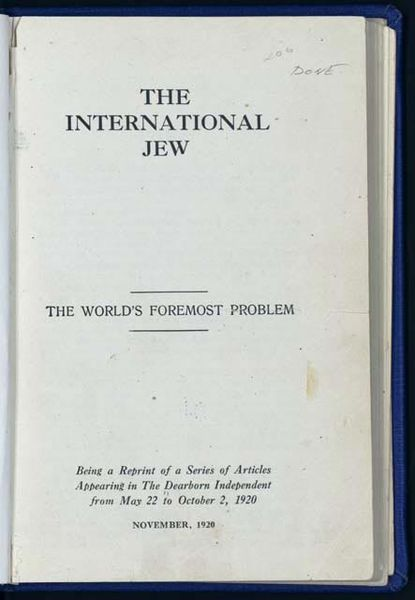 200
DONE
THE
INTERNATIONAL
JEW
THE WORLD'S FOREMOST PROBLEM
Being a Reprint of a Series of Articles
Appearing in The Dearborn Independent
from May 22 to October 2, 1920
NOVEMBER, 1920